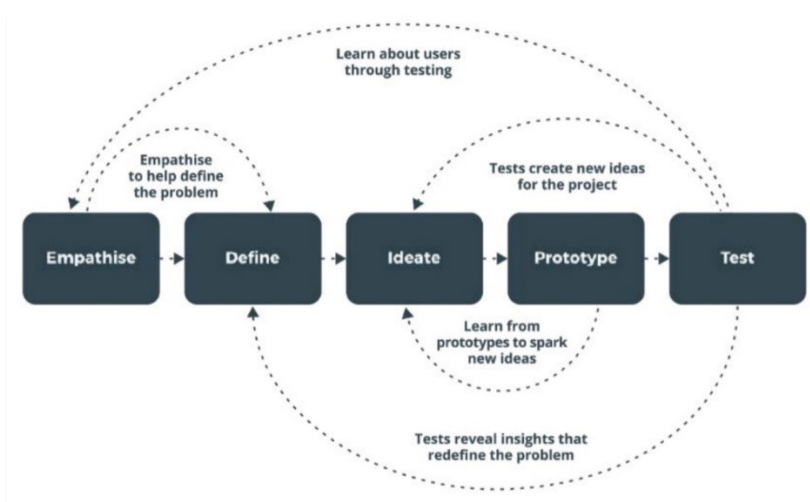 Learn about users
through testing
Empathise
to help define
the problem
Tests create new ideas
for the project
Empathise
Define
Ideate
Prototype
Test
Learn from
prototypes to spark
new ideas
Tests reveal insights that
redefine the problem